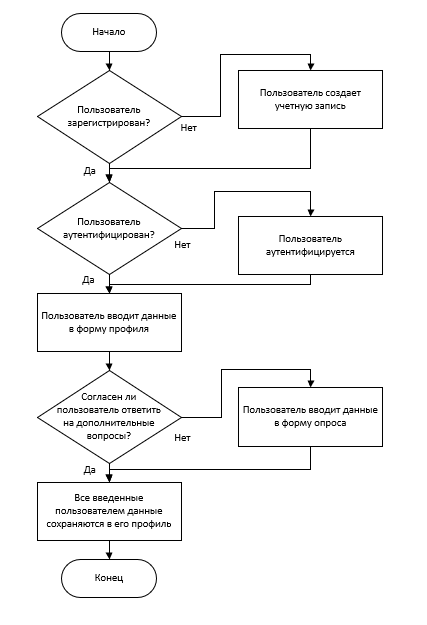 Начало
Пользователь
зарегистрирован?
Нет
Пользователь создает
учетную запись
Да
Пользователь
аутентифицирован?
Нет
Пользователь
аутентифицируется
Да
Пользователь вводит данные
в форму профиля
Согласен ли
пользователь ответить
на дополнительные
вопросы?
Нет
Пользователь вводит данные
в форму опроса
Да
Все введенные
пользователем данные
сохраняются в его профиль
Конец